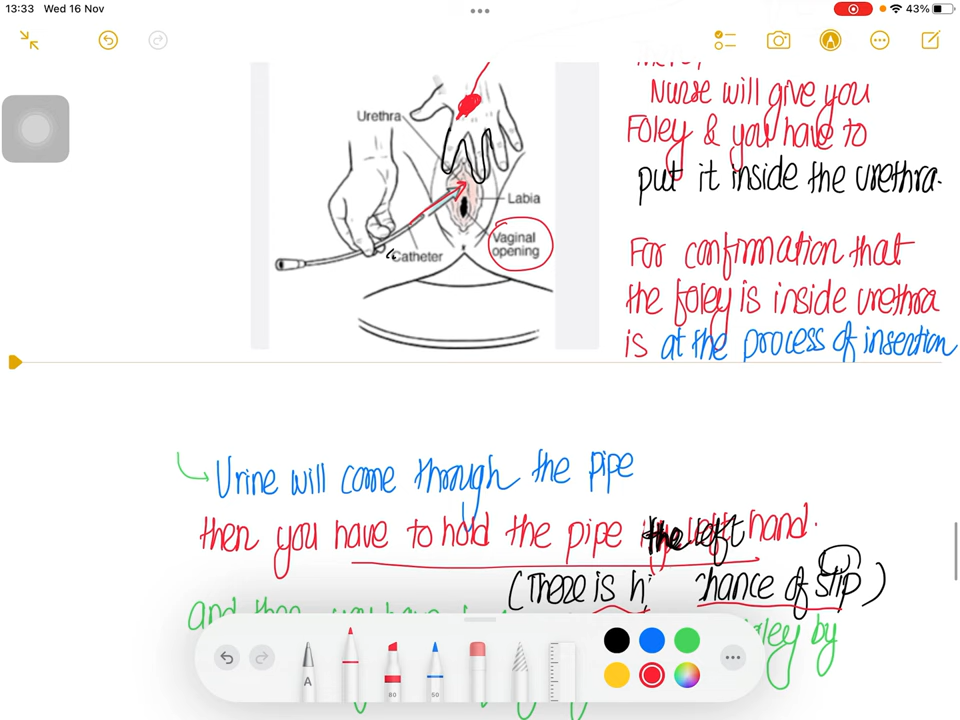 13:33 Wed 16 Nov
43%
Nurse will give you
Foley & you have to
put it inside the urethra.
Urethra
Labia
Vaginal
opening
Catheter
For confirmation that
the foley is inside urethra
is at the process of insertion
Urine will come through the pipe
then you have to hold the pipe the left hand.
(There is chance of slip)
by
A
80
50